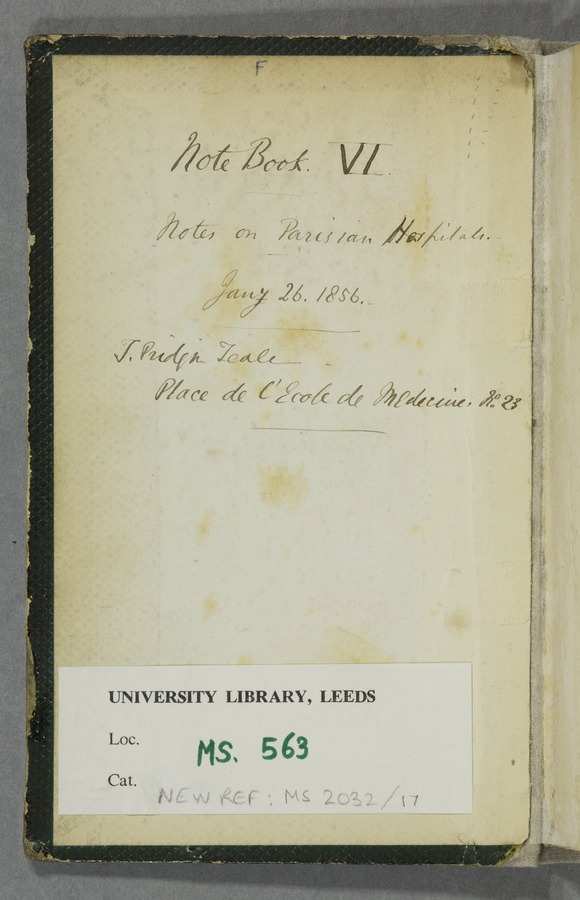 F
Note Book. VI
Notes on Parisian Hospitals.
Jany 26. 1856.
T. Pridgin Teale
Place de l'Ecole de Medecine. No. 23
UNIVERSITY LIBRARY, LEEDS
Loc.
MS. 563
Cat.
NEW REF: MS 2032/17